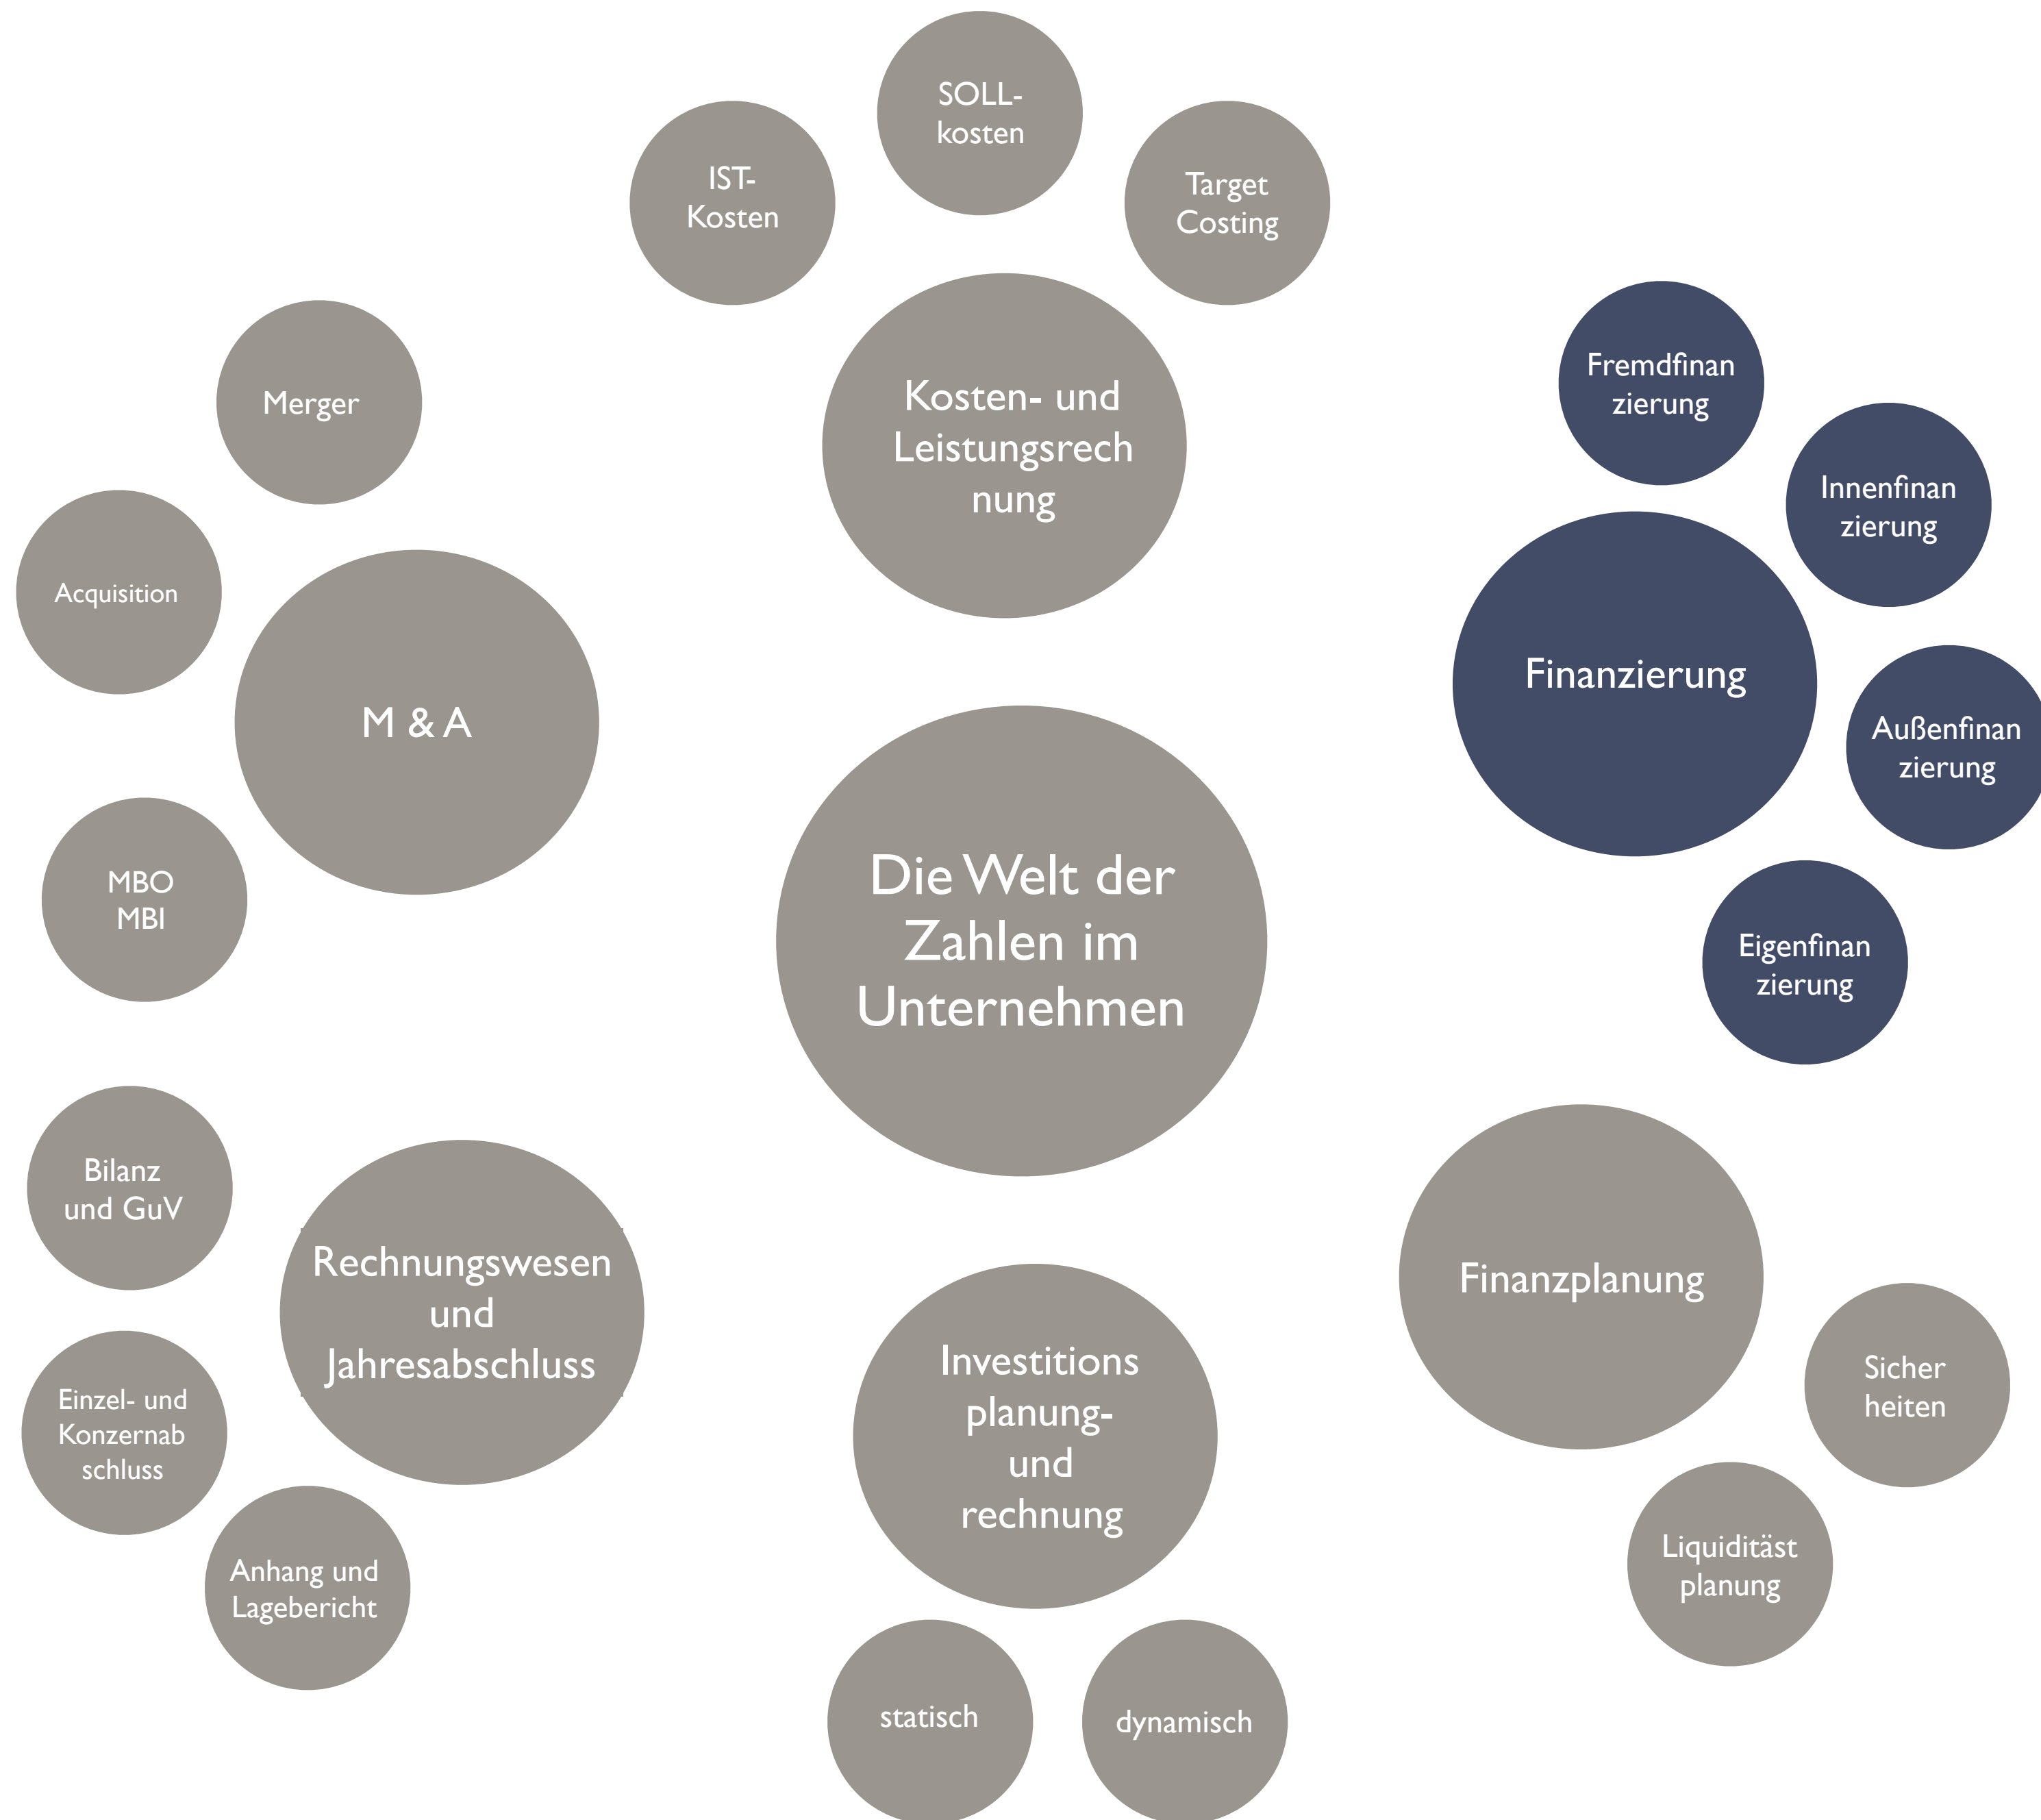 SOLL-
kosten
IST-
Kosten
Target
Costing
Kosten- und
Leistungsrech
nung
Merger
Acquisition
M & A
MBO
MBI
Fremdfinan
zierung
Innenfinan
zierung
Finanzierung
Außenfinan
zierung
Eigenfinan
zierung
Die Welt der
Zahlen im
Unternehmen
Bilanz
und GuV
Rechnungswesen
und
Jahresabschluss
Einzel- und
Konzernab
schluss
Anhang und
Lagebericht
Investitions
planung-
und
rechnung
statisch
dynamisch
Finanzplanung
Sicher
heiten
Liquiditäst
planung